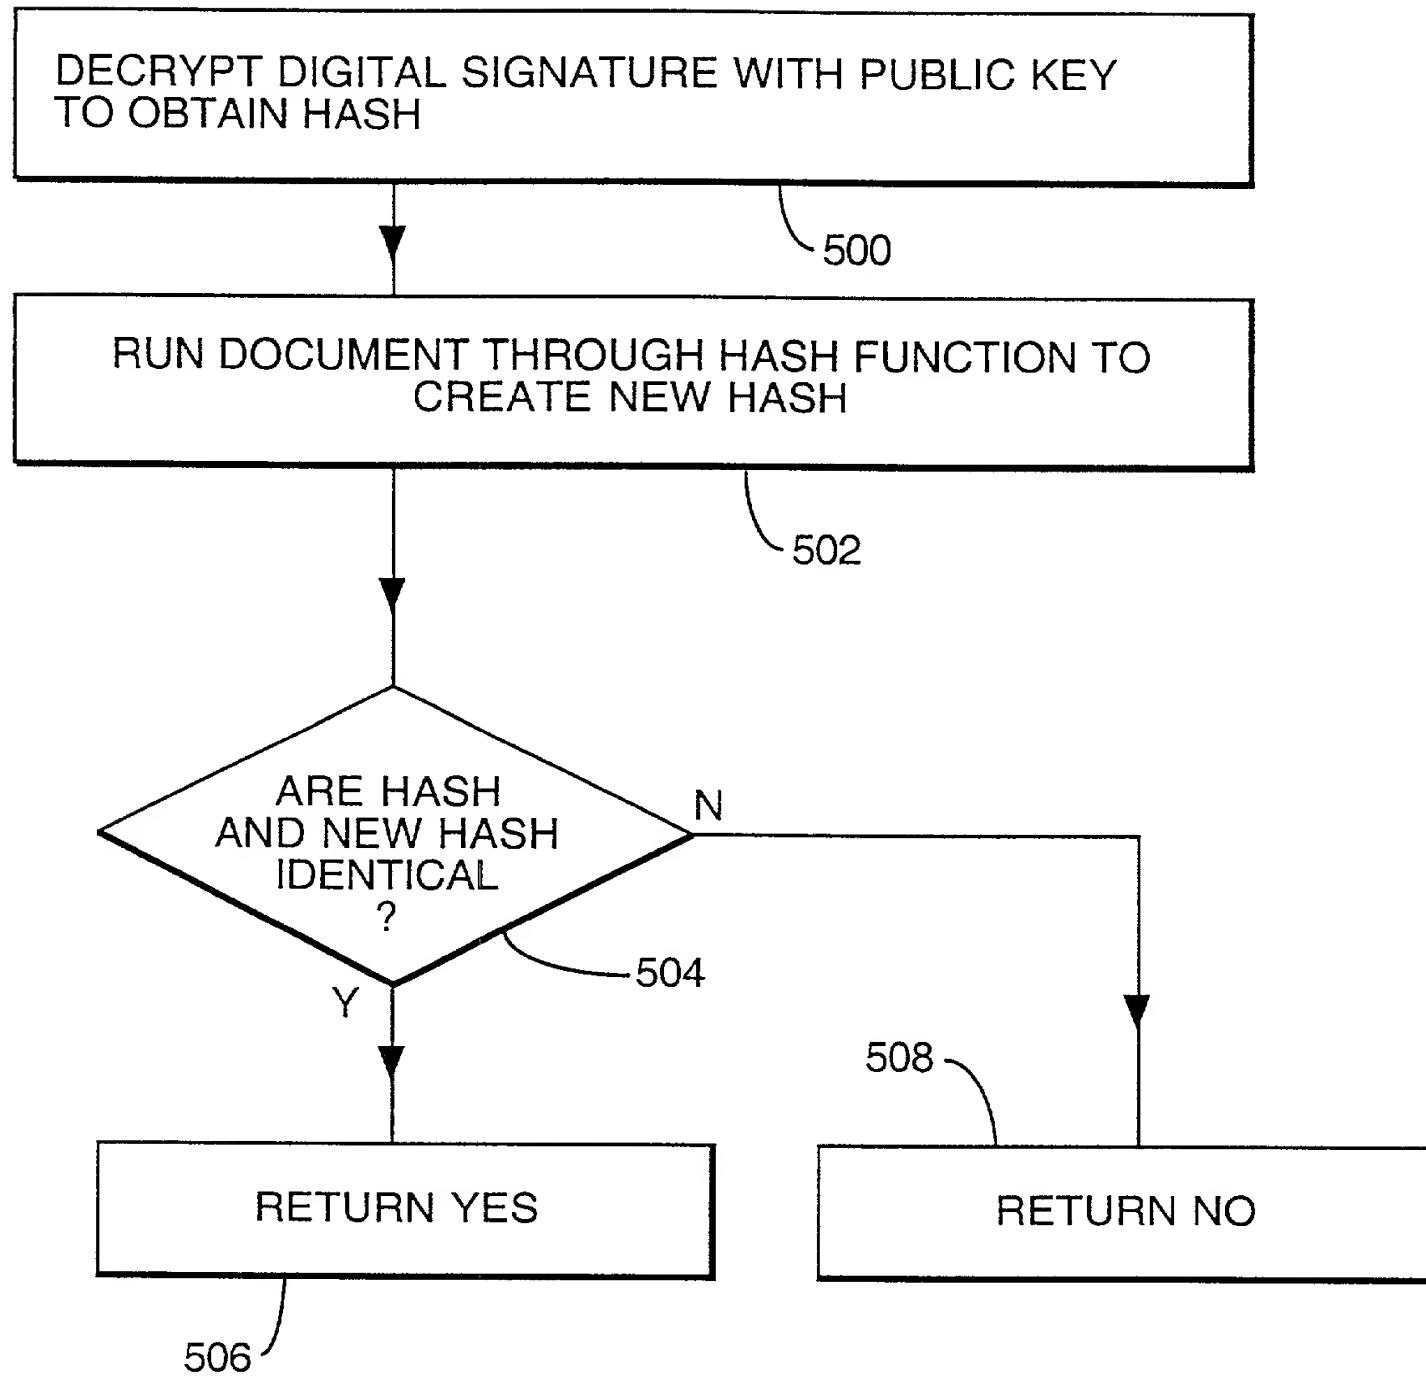 DECRYPT DIGITAL SIGNATURE WITH PUBLIC KEY
TO OBTAIN HASH
500
RUN DOCUMENT THROUGH HASH FUNCTION TO
CREATE NEW HASH
502
ARE HASH
AND NEW HASH
IDENTICAL
?
N
504
Y
508
RETURN YES
RETURN NO
506